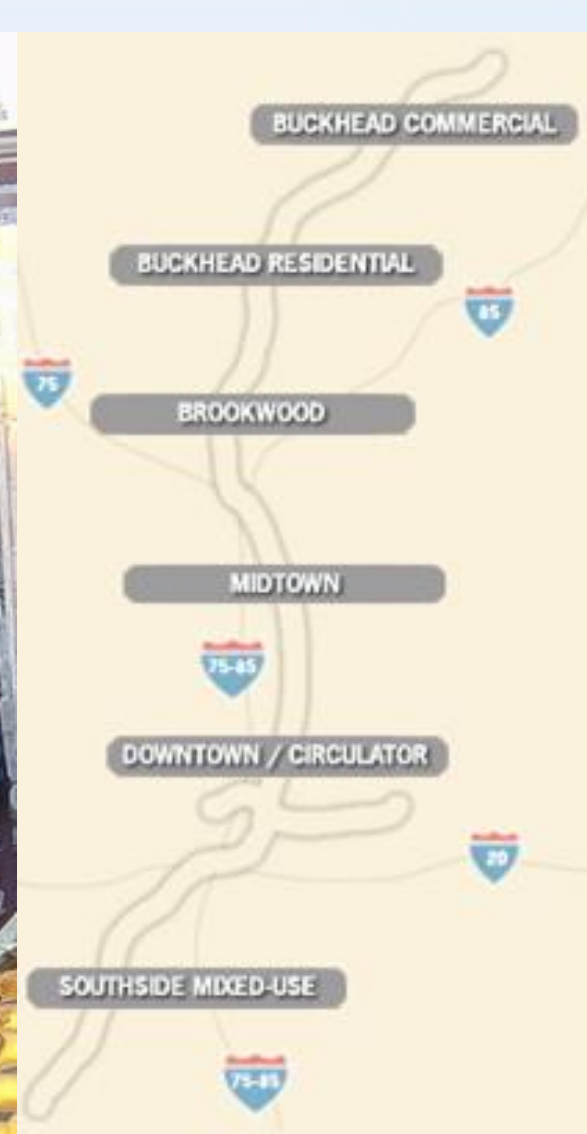 BUCKHEAD COMMERCIAL
BUCKHEAD RESIDENTIAL
85
75
BROOKWOOD
MIDTOWN
75-85
DOWNTOWN / CIRCULATOR
20
SOUTHSIDE MIXED-USE
75-85